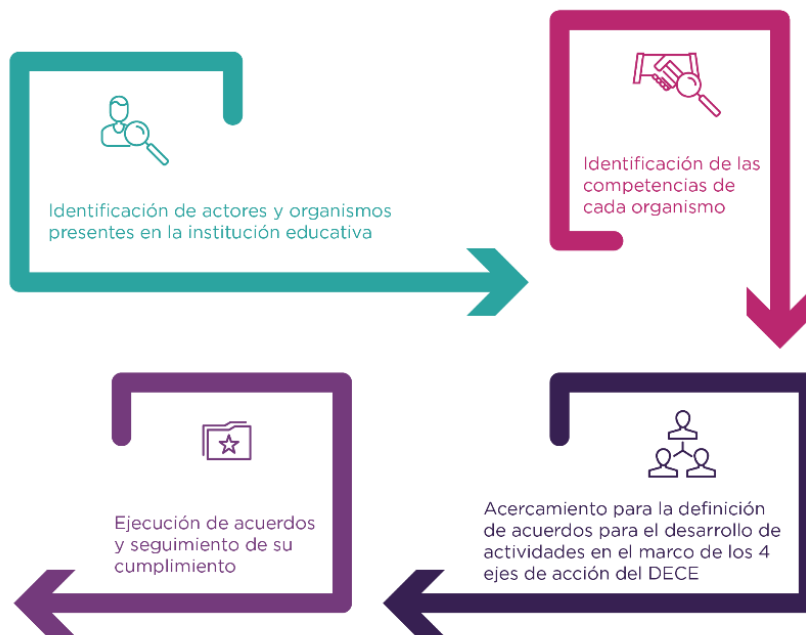 Identificación de actores y organismos
presentes en la institución educativa
Identificación de las
competencias de
cada organismo
Acercamiento para la definición
de acuerdos para el desarrollo de
actividades en el marco de los 4
ejes de acción del DECE
Ejecución de acuerdos
y seguimiento de su
cumplimiento